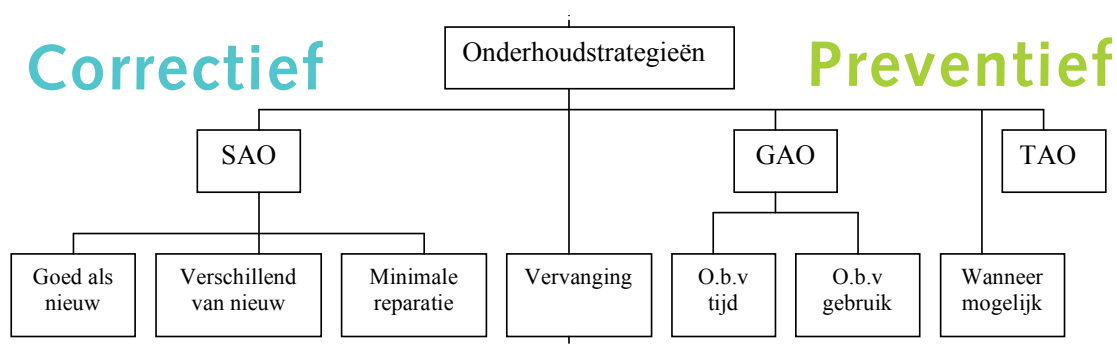 Correctief
Onderhoudstrategieën
Preventief
SAO
GAO
TAO
Goed als
nieuw
Verschillend
van nieuw
Minimale
reparatie
Vervanging
O.b.v
tijd
O.b.v
gebruik
Wanneer
mogelijk